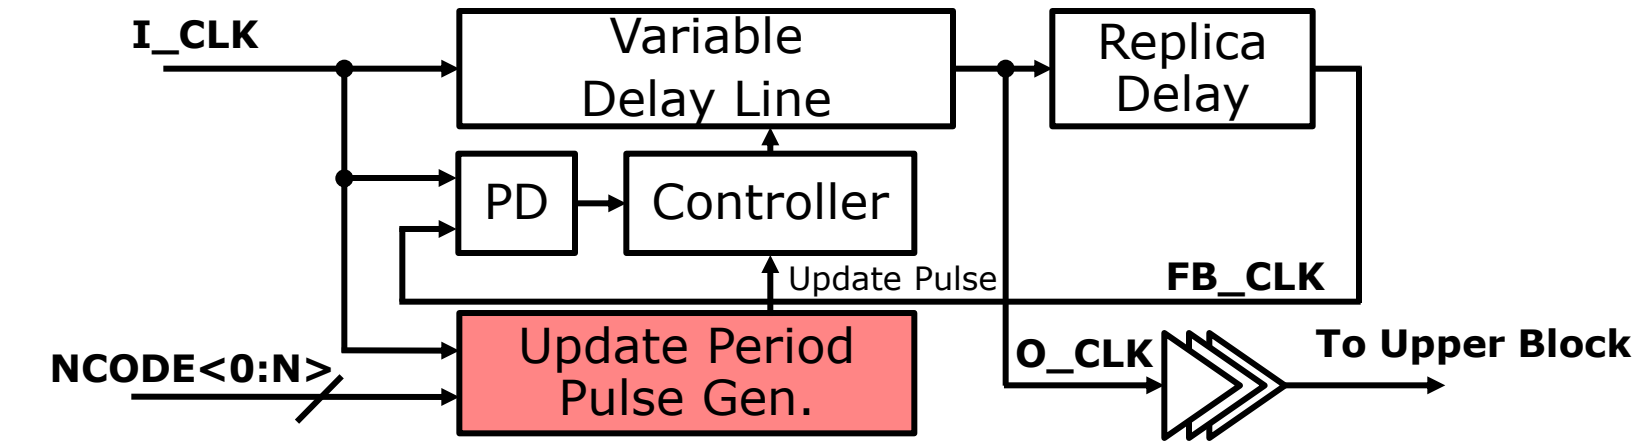 I_CLK
Variable
Delay Line
Replica
Delay
PD
Controller
Update Pulse
FB_CLK
NCODE<0:N>
Update Period
Pulse Gen.
O_CLK
To Upper Block